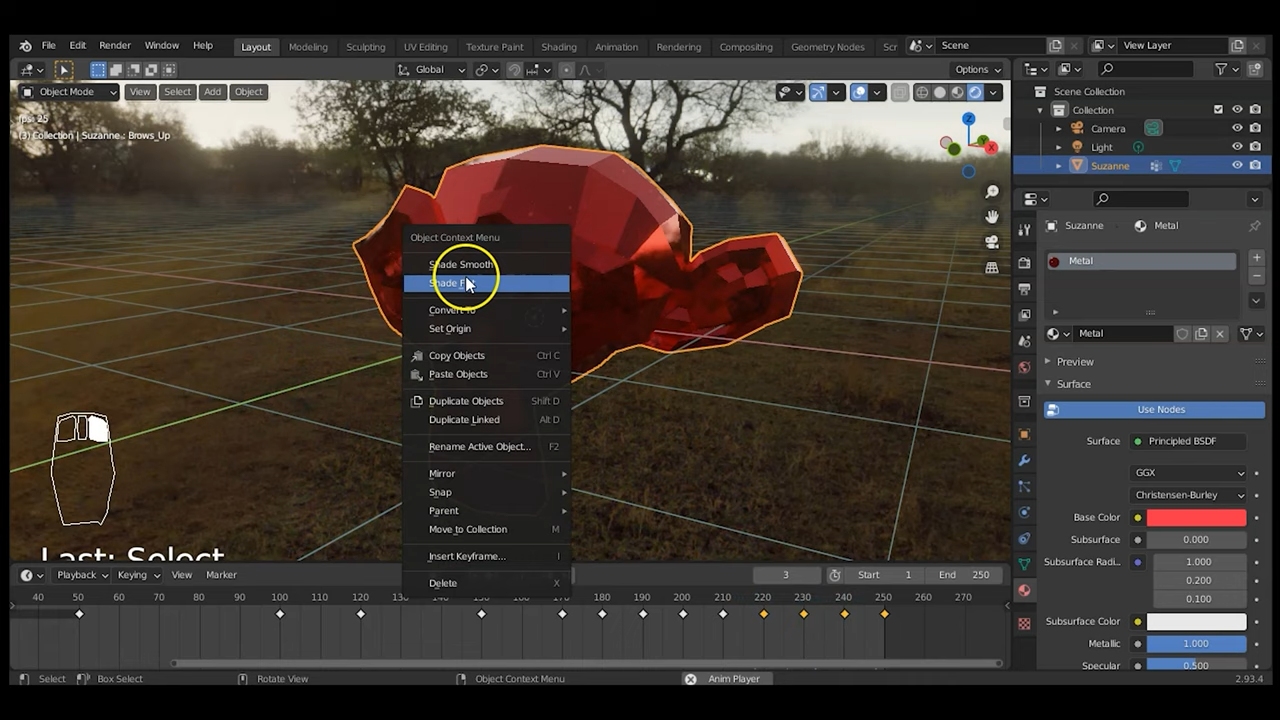 File Edit Render Window Help Layout Modeling Sculpting UV Editing Texture Paint Shading Animation Rendering Compositing Geometry Nodes Scr Scene View Layer
Global Options
Object Mode View Select Add Object
(3) Collection | Suzanne : Brows_Up
Z
X
Object Context Menu
Shade Smooth
Shade
Convert To
Set Origin
Copy Objects Ctrl C
Paste Objects Ctrl V
Duplicate Objects Shift D
Duplicate Linked Alt D
Rename Active Object... F2
Mirror
Snap
Parent
Move to Collection M
Insert Keyframe... I
Delete X
Last: Select
Scene Collection
Collection
Camera
Light
Suzanne
Suzanne Metal
Metal
Metal
Preview
Surface
Use Nodes
Surface Principled BSDF
GGX
Christensen-Burley
Base Color
Subsurface 0.000
Subsurface Radi... 1.000
0.200
0.100
Subsurface Color
Metallic 1.000
Specular 0.500
Playback Keying View Marker 3 Start 1 End 250
40 50 60 70 80 90 100 110 120 130 140 150 160 170 180 190 200 210 220 230 240 250 260 270
Select Box Select Rotate View Object Context Menu Anim Player 2.93.4